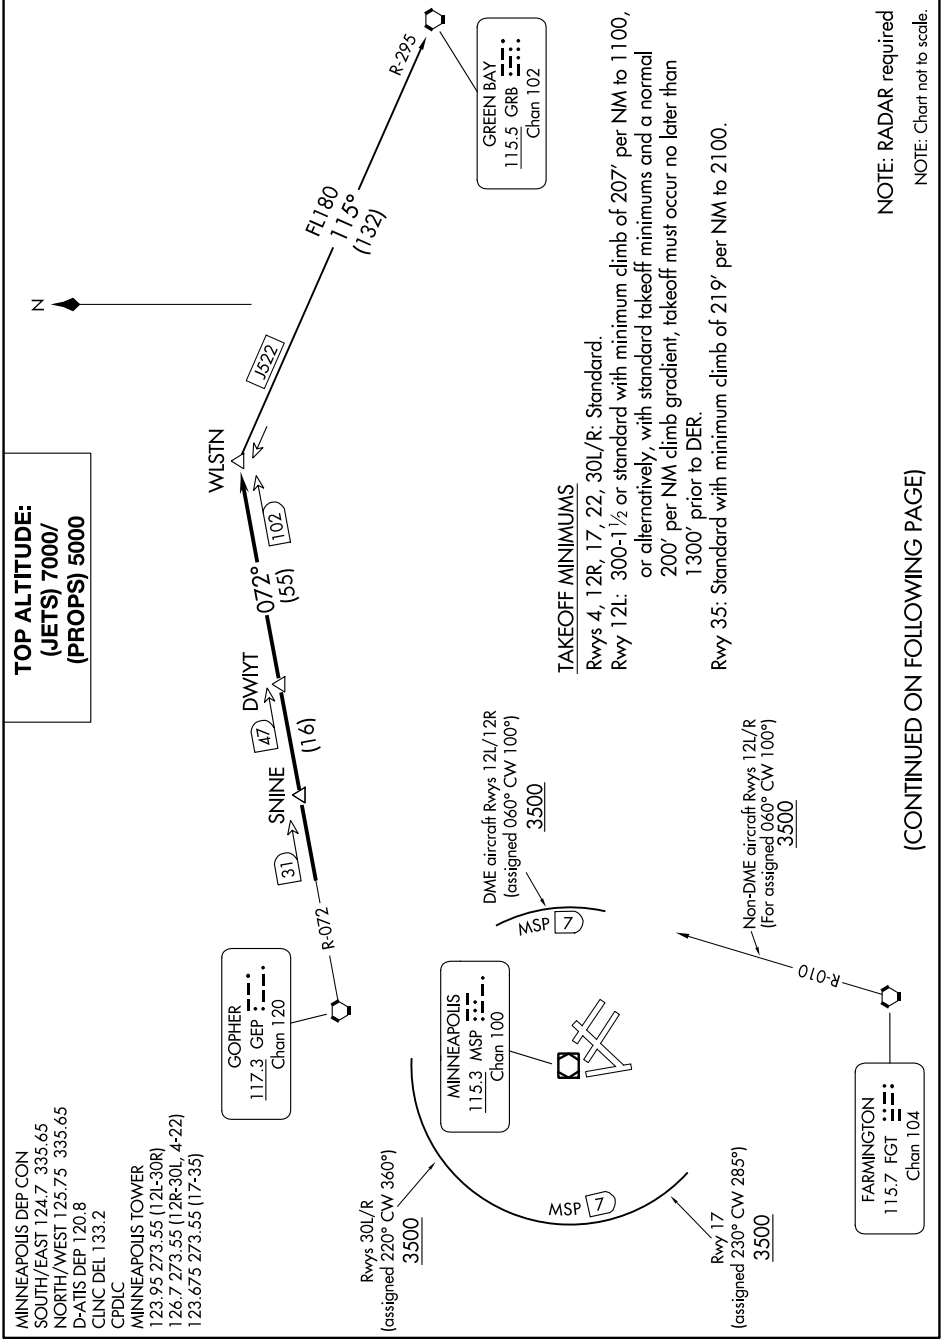 MINNEAPOLIS DEP CON
SOUTH/EAST 124.7 335.65
NORTH/WEST 125.75 335.65
D-ATIS DEP 120.8
CLNC DEL 133.2
CPDLC
MINNEAPOLIS TOWER
123.95 273.55 (12L-30R)
126.7 273.55 (12R-30L, 4-22)
123.675 273.55 (17-35)
TOP ALTITUDE:
(JETS) 7000/
(PROPS) 5000
N
GOPHER
117.3 GEP
Chan 120
R-072
31
SNINE
(16)
47
DWIYT
072°
(55)
102
WLSTN
J522
FL180
115°
(132)
R-295
GREEN BAY
115.5 GRB
Chan 102
Rwys 30L/R
(assigned 220° CW 360°)
3500
MSP 7
Rwy 17
(assigned 230° CW 285°)
3500
MINNEAPOLIS
115.3 MSP
Chan 100
MSP 7
DME aircraft Rwys 12L/12R
(assigned 060° CW 100°)
3500
Non-DME aircraft Rwys 12L/R
(For assigned 060° CW 100°)
3500
R-010
FARMINGTON
115.7 FGT
Chan 104
TAKEOFF MINIMUMS
Rwys 4, 12R, 17, 22, 30L/R: Standard.
Rwy 12L: 300-1½ or standard with minimum climb of 207' per NM to 1100,
or alternatively, with standard takeoff minimums and a normal
200' per NM climb gradient, takeoff must occur no later than
1300' prior to DER.
Rwy 35: Standard with minimum climb of 219' per NM to 2100.
NOTE: RADAR required
NOTE: Chart not to scale.
(CONTINUED ON FOLLOWING PAGE)